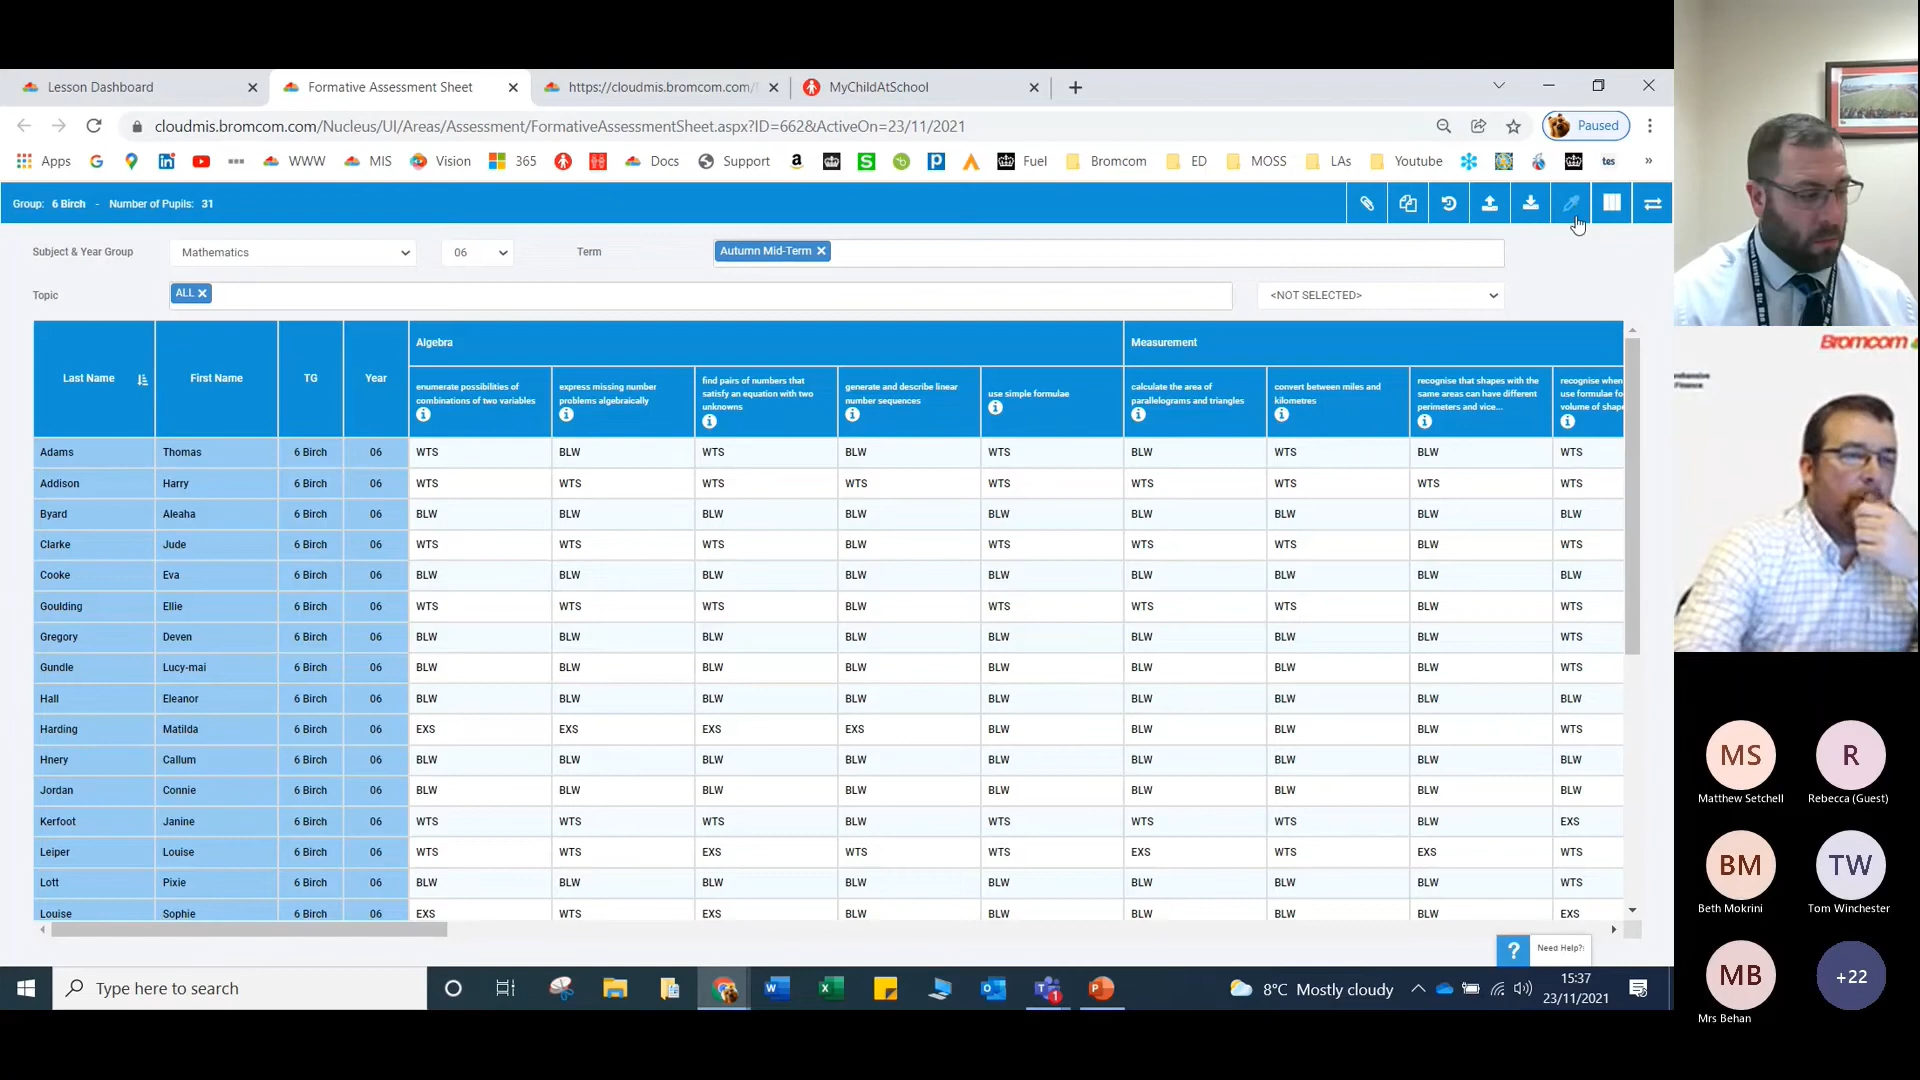 Lesson Dashboard
Formative Assessment Sheet
https://cloudmis.bromcom.com/
MyChildAtSchool
cloudmis.bromcom.com/Nucleus/UI/Areas/Assessment/FormativeAssessmentSheet.aspx?ID=662&ActiveOn=23/11/2021
Paused
Apps WWW MIS Vision 365 Docs Support Fuel Bromcom ED MOSS LAs Youtube tes »
Group: 6 Birch - Number of Pupils: 31
Subject & Year Group Mathematics 06 Term Autumn Mid-Term
Topic ALL <NOT SELECTED>
Algebra Measurement
Last Name First Name TG Year
enumerate possibilities of combinations of two variables
express missing number problems algebraically
find pairs of numbers that satisfy an equation with two unknowns
generate and describe linear number sequences
use simple formulae
calculate the area of parallelograms and triangles
convert between miles and kilometres
recognise that shapes with the same areas can have different perimeters and vice...
recognise when use formulae fo volume of shap
Adams Thomas 6 Birch 06 WTS BLW WTS BLW WTS BLW WTS BLW WTS
Addison Harry 6 Birch 06 WTS WTS WTS WTS WTS WTS WTS WTS WTS
Byard Aleaha 6 Birch 06 BLW BLW BLW BLW BLW BLW BLW BLW BLW
Clarke Jude 6 Birch 06 WTS WTS WTS BLW WTS WTS WTS BLW WTS
Cooke Eva 6 Birch 06 BLW BLW BLW BLW BLW BLW BLW BLW BLW
Goulding Ellie 6 Birch 06 WTS WTS WTS BLW WTS WTS WTS BLW WTS
Gregory Deven 6 Birch 06 BLW BLW BLW BLW BLW BLW BLW BLW WTS
Gundle Lucy-mai 6 Birch 06 BLW BLW BLW BLW BLW BLW BLW BLW WTS
Hall Eleanor 6 Birch 06 BLW BLW BLW BLW BLW BLW BLW BLW BLW
Harding Matilda 6 Birch 06 EXS EXS EXS EXS BLW BLW BLW BLW WTS
Hnery Callum 6 Birch 06 BLW BLW BLW BLW BLW BLW BLW BLW BLW
Jordan Connie 6 Birch 06 BLW BLW BLW BLW BLW BLW BLW BLW BLW
Kerfoot Janine 6 Birch 06 WTS WTS WTS BLW WTS WTS WTS BLW EXS
Leiper Louise 6 Birch 06 WTS WTS EXS WTS WTS EXS WTS EXS WTS
Lott Pixie 6 Birch 06 BLW BLW BLW BLW BLW BLW BLW BLW WTS
Louise Sophie 6 Birch 06 EXS WTS EXS BLW BLW BLW BLW BLW EXS
? Need Help?
Type here to search
8°C Mostly cloudy
15:37
23/11/2021
Bromcom
MS R
Matthew Setchell Rebecca (Guest)
BM TW
Beth Mokrini Tom Winchester
MB +22
Mrs Behan